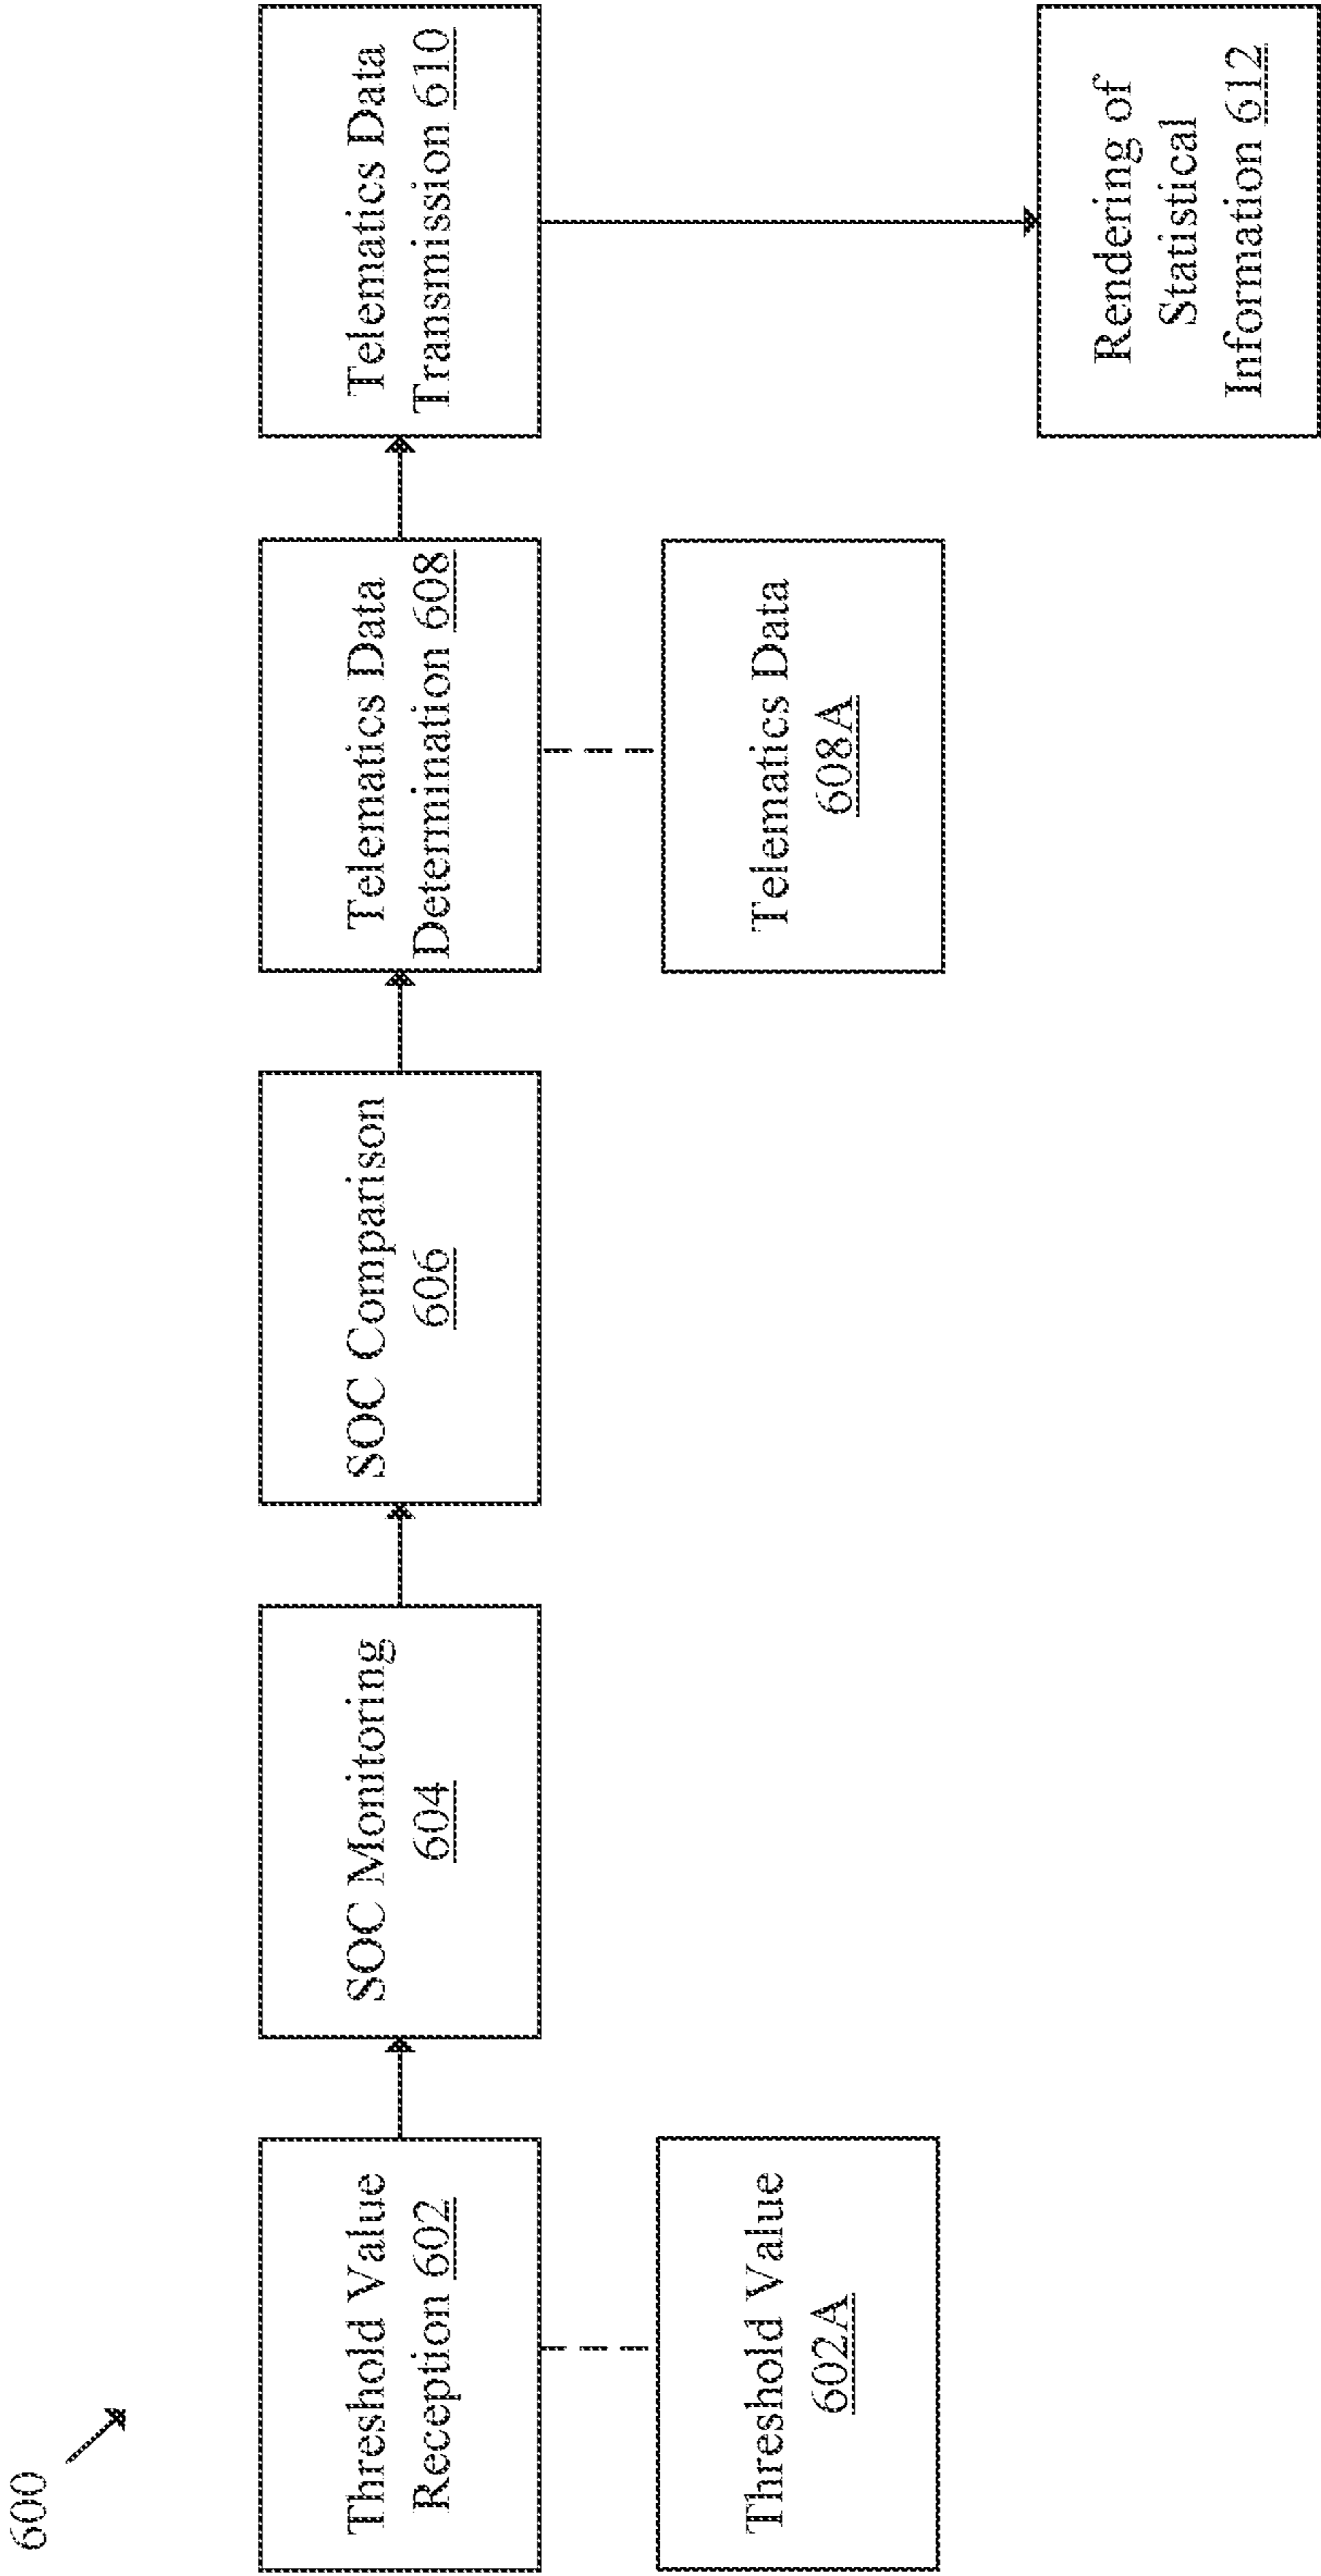 600
Threshold Value
Reception 602
SOC Monitoring
604
SOC Comparison
606
Telematics Data
Determination 608
Telematics Data
Transmission 610
Threshold Value
602A
Telematics Data
608A
Rendering of
Statistical
Information 612